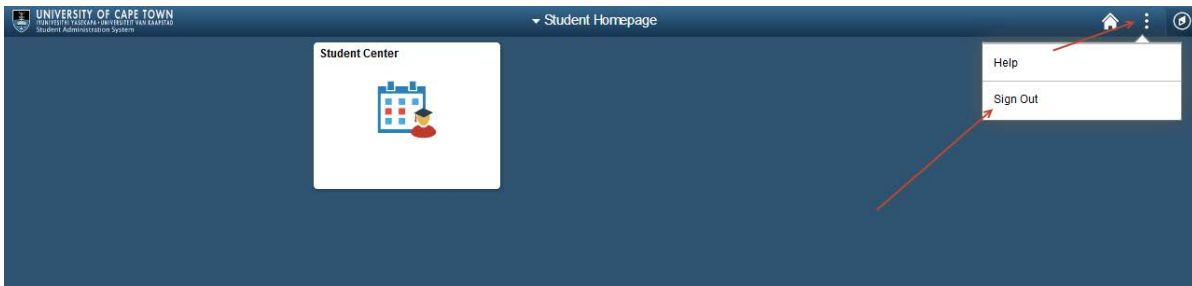 UNIVERSITY OF CAPE TOWN
IYUNIVESITHI YASEKAPA • UNIVERSITEIT VAN KAAPSTAD
Student Administration System
Student Homepage
Student Center
Help
Sign Out